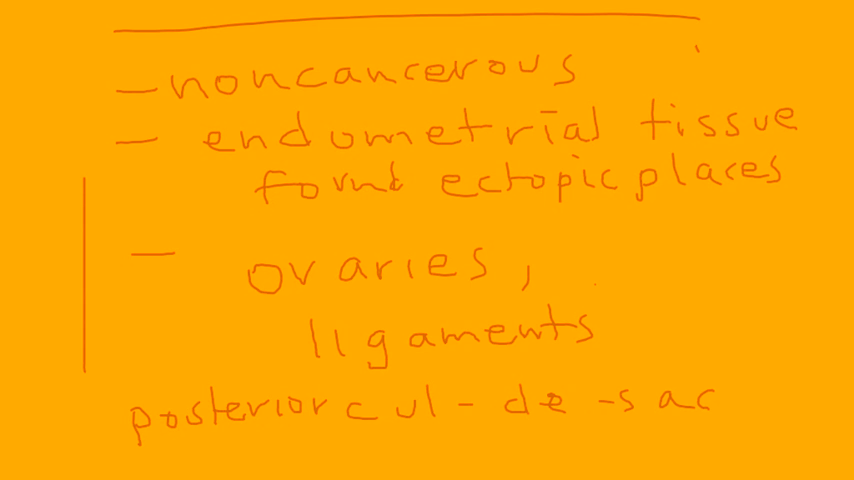 - noncancerous
- endometrial tissue
found ectopic places
- ovaries,
ligaments
posterior cul-de-sac